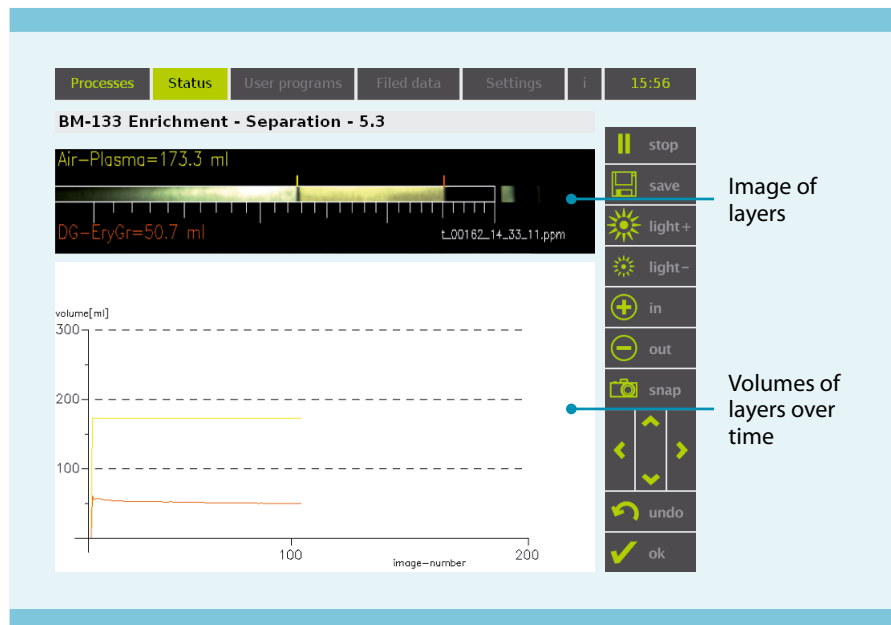 Processes Status User programs Filed data Settings i 15:56
BM-133 Enrichment - Separation - 5.3
Air-Plasma=173.3 ml
DG-EryGr=50.7 ml
t_00162_14_33_11.ppm
volume[ml]
300
200
100
100
200
image-number
stop
save
light+
light-
in
out
snap
undo
ok
Image of
layers
Volumes of
layers over
time